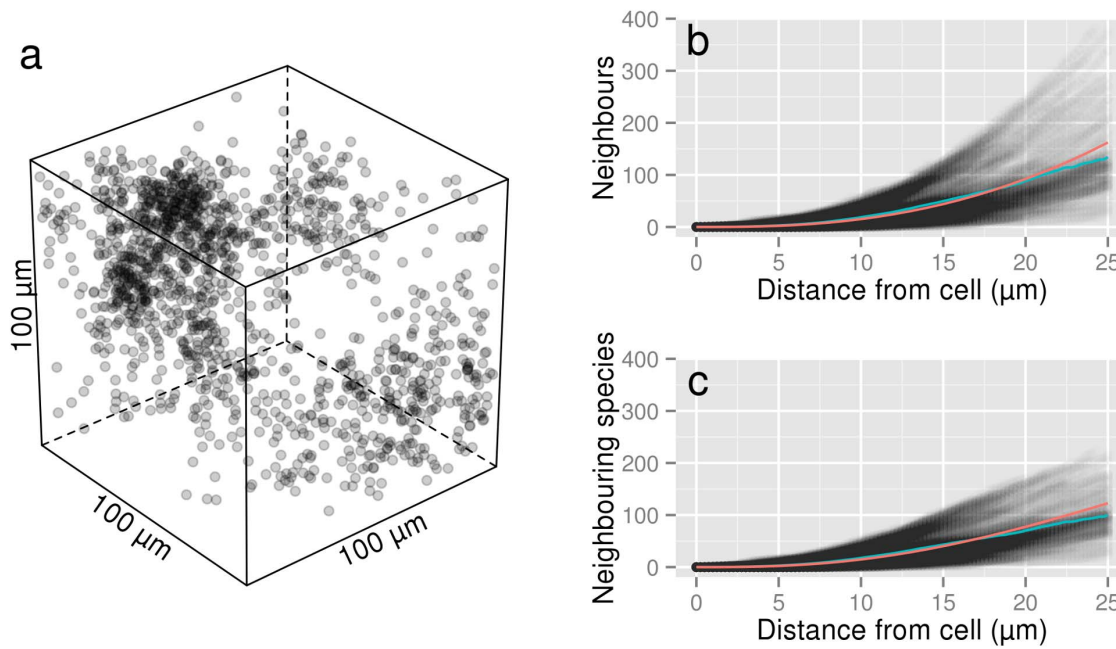 a
100 µm
100 µm
100 µm
b
Neighbours
400
300
200
100
0
0 5 10 15 20 25
Distance from cell (µm)
c
Neighbouring species
400
300
200
100
0
0 5 10 15 20 25
Distance from cell (µm)